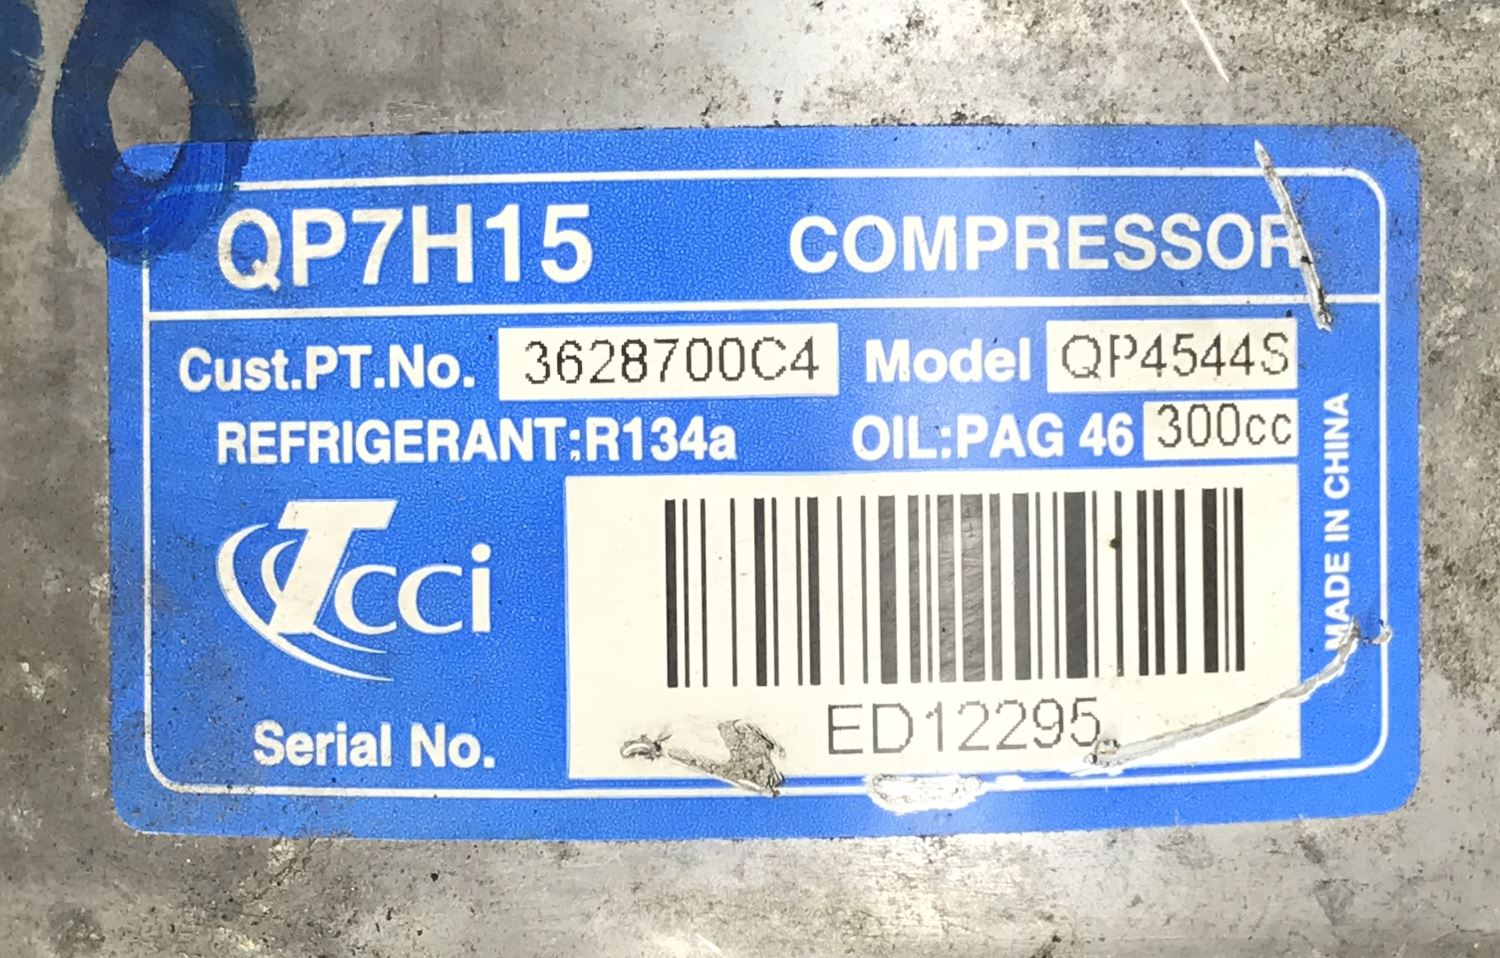 QP7H15 COMPRESSOR
Cust.PT.No. 3628700C4 Model QP4544S
REFRIGERANT:R134a OIL:PAG 46 300cc
MADE IN CHINA
Tcci
Serial No. ED12295